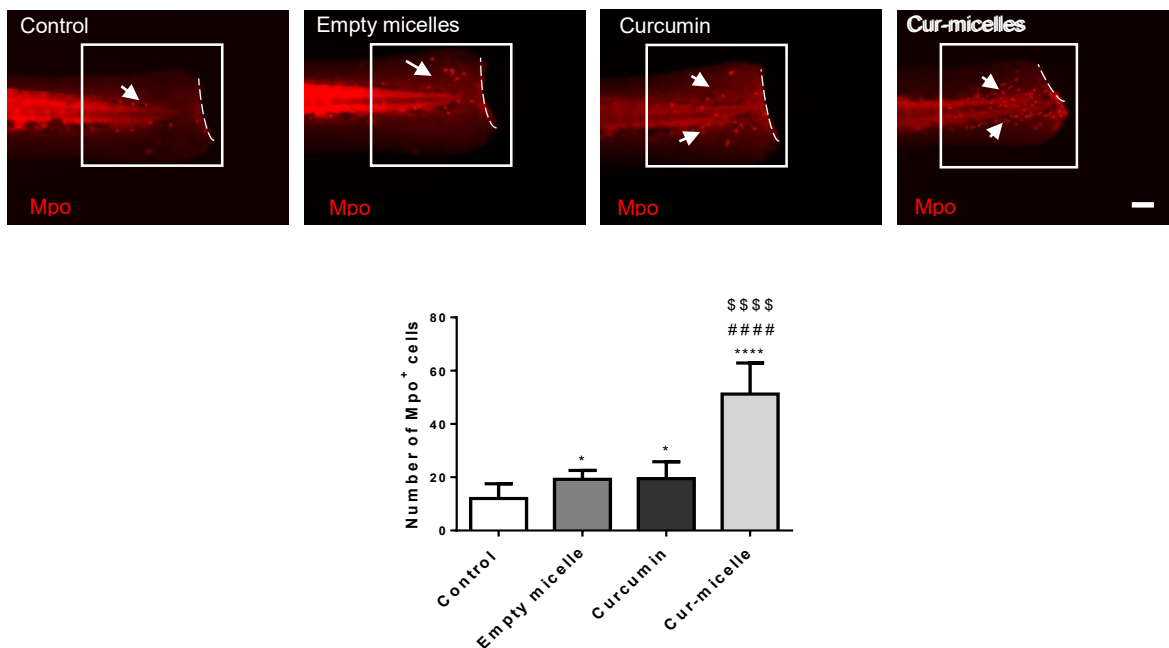 Control
Empty micelles
Curcumin
Cur-micelles
Mpo
Mpo
Mpo
Mpo
Number of Mpo+ cells
80
60
40
20
0
*
*
$$$$
####
****
Control
Empty micelle
Curcumin
Cur-micelle